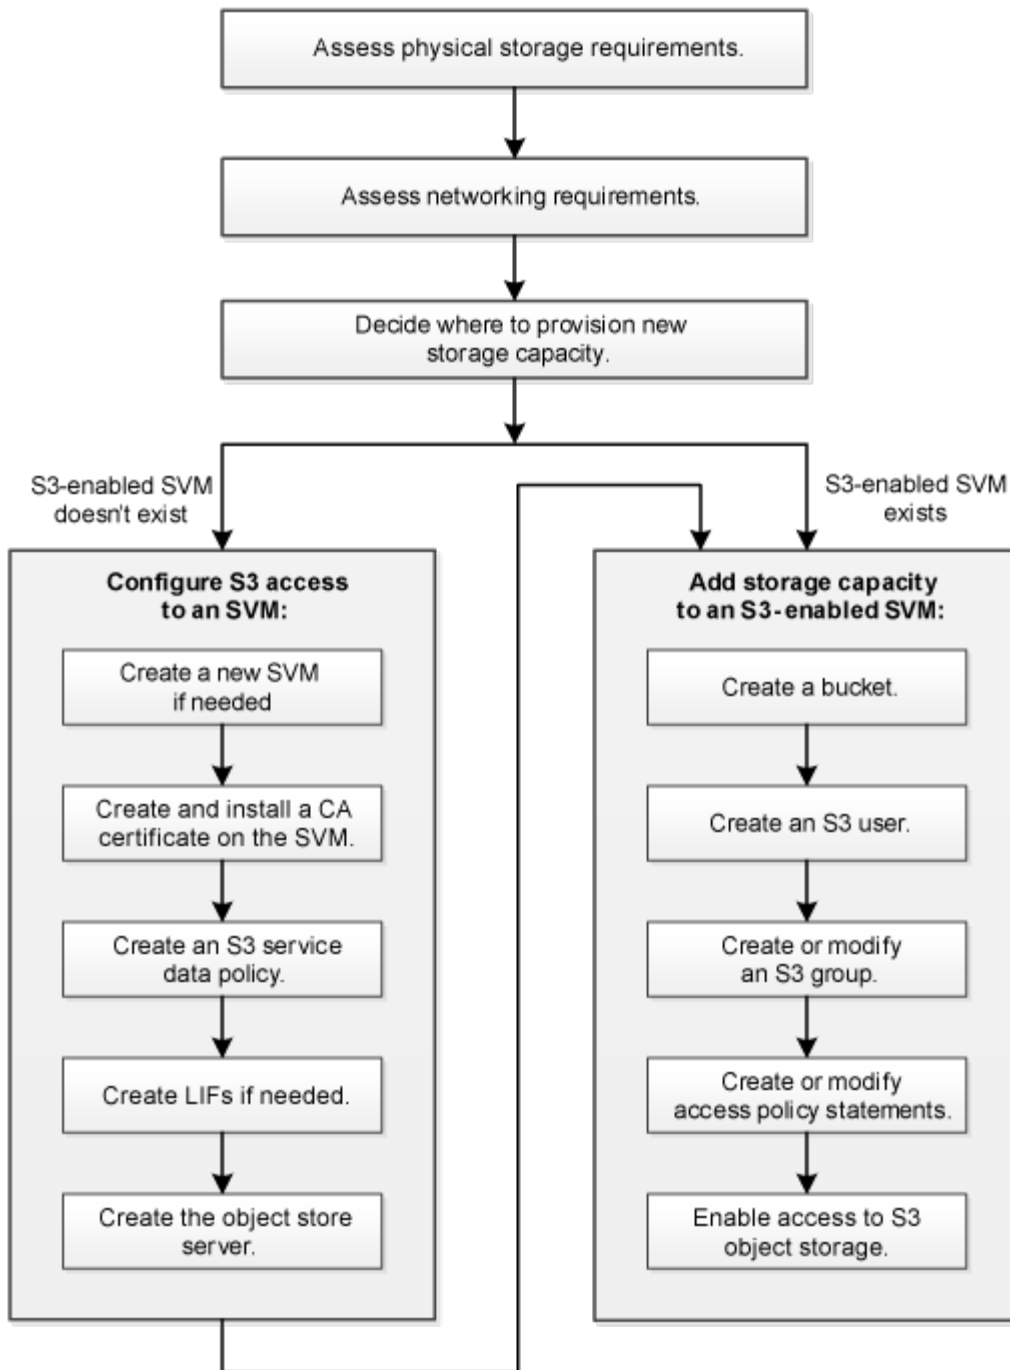 Assess physical storage requirements.
Assess networking requirements.
Decide where to provision new
storage capacity.
S3-enabled SVM
doesn't exist
S3-enabled SVM
exists
Configure S3 access
to an SVM:
Create a new SVM
if needed
Create and install a CA
certificate on the SVM.
Create an S3 service
data policy.
Create LIFs if needed.
Create the object store
server.
Add storage capacity
to an S3-enabled SVM:
Create a bucket.
Create an S3 user.
Create or modify
an S3 group.
Create or modify
access policy statements.
Enable access to S3
object storage.